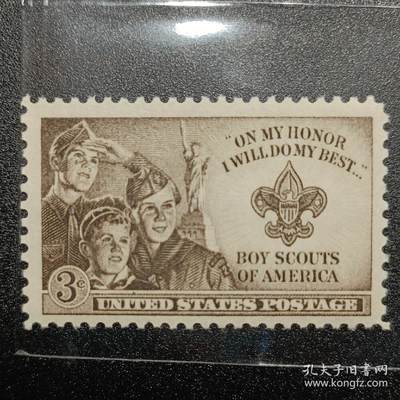 "ON MY HONOR
I WILL DO MY BEST..."
BOY SCOUTS
OF AMERICA
3¢
UNITED STATES POSTAGE
孔夫子旧书网
www.kongfz.com